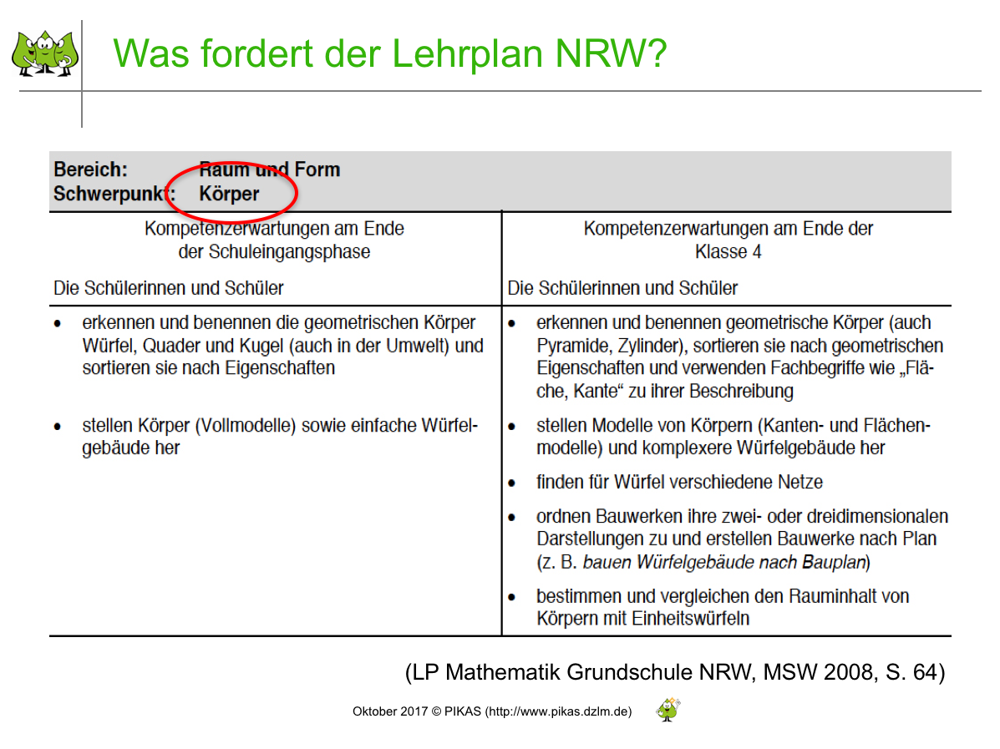 Was fordert der Lehrplan NRW?
Bereich: Raum und Form
Schwerpunkt: Körper
Kompetenzerwartungen am Ende
der Schuleingangsphase
Die Schülerinnen und Schüler
• erkennen und benennen die geometrischen Körper
Würfel, Quader und Kugel (auch in der Umwelt) und
sortieren sie nach Eigenschaften
• stellen Körper (Vollmodelle) sowie einfache Würfel-
gebäude her
Kompetenzerwartungen am Ende der
Klasse 4
Die Schülerinnen und Schüler
• erkennen und benennen geometrische Körper (auch
Pyramide, Zylinder), sortieren sie nach geometrischen
Eigenschaften und verwenden Fachbegriffe wie „Flä-
che, Kante“ zu ihrer Beschreibung
• stellen Modelle von Körpern (Kanten- und Flächen-
modelle) und komplexere Würfelgebäude her
• finden für Würfel verschiedene Netze
• ordnen Bauwerken ihre zwei- oder dreidimensionalen
Darstellungen zu und erstellen Bauwerke nach Plan
(z. B. bauen Würfelgebäude nach Bauplan)
• bestimmen und vergleichen den Rauminhalt von
Körpern mit Einheitswürfeln
(LP Mathematik Grundschule NRW, MSW 2008, S. 64)
Oktober 2017 © PIKAS (http://www.pikas.dzlm.de)